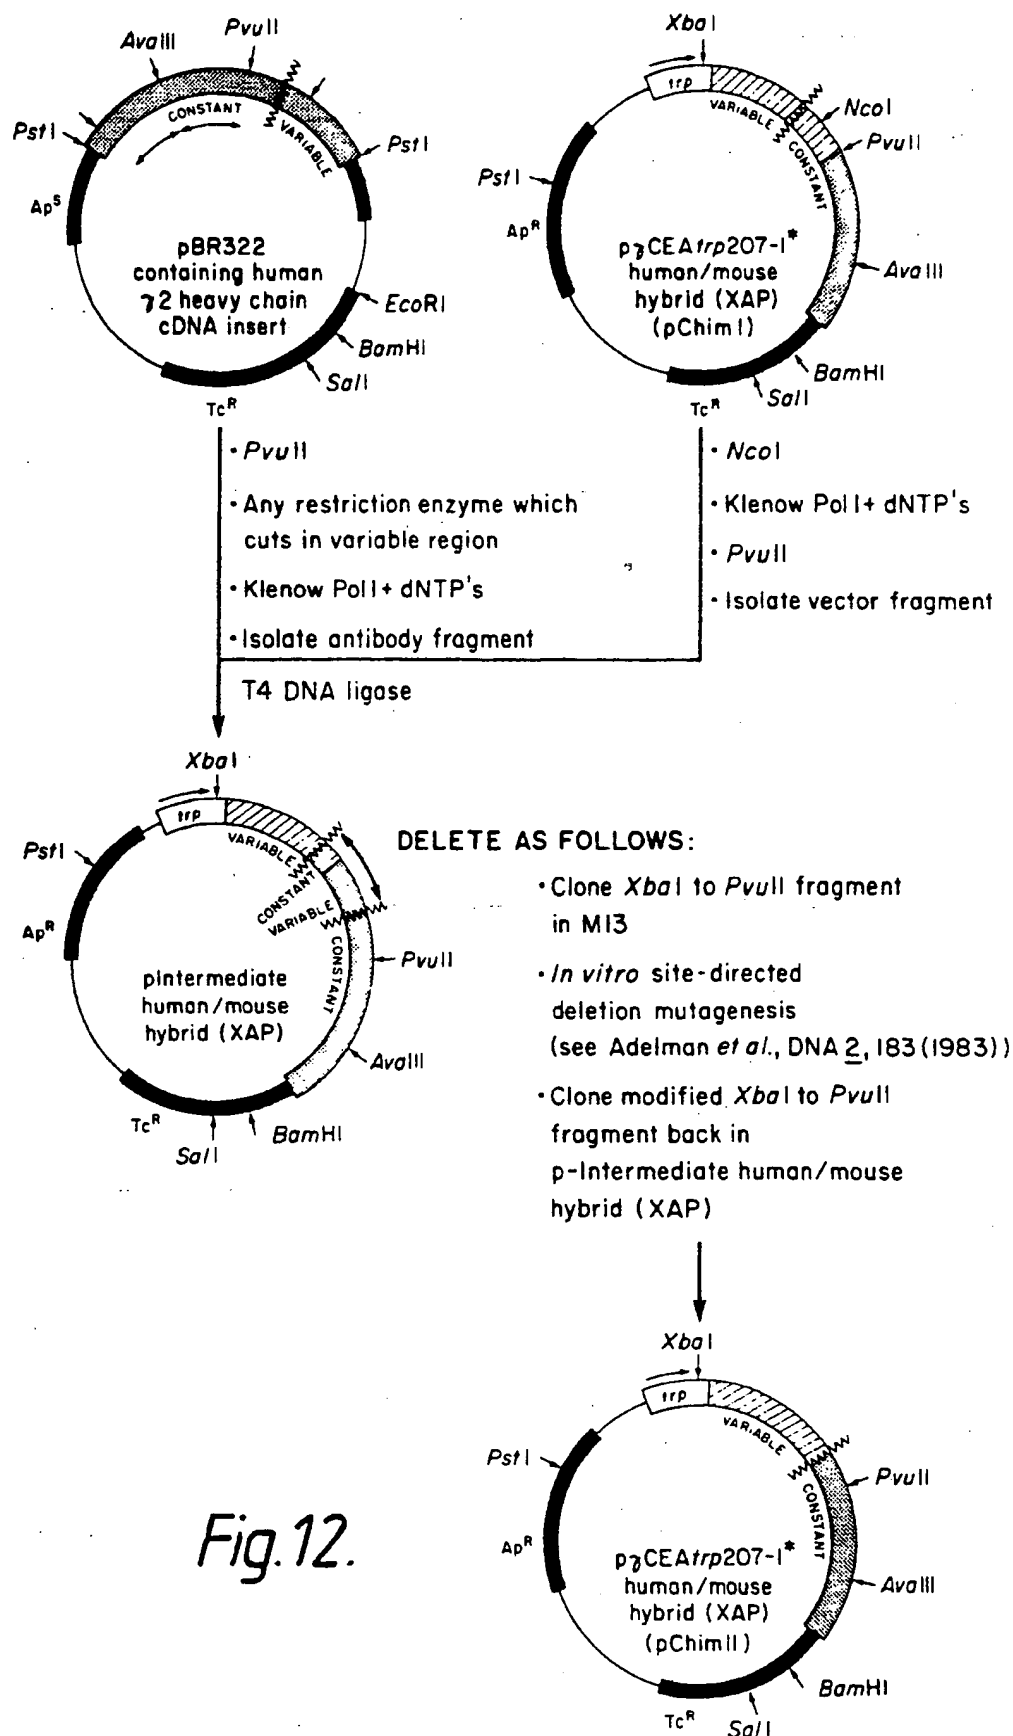 PvuII
AvaIII
PstI
CONSTANT
VARIABLE
PstI
Ap^S
pBR322
containing human
γ2 heavy chain
cDNA insert
EcoRI
BamHI
SalI
Tc^R
XbaI
trp
VARIABLE
NcoI
PvuII
CONSTANT
PstI
Ap^R
pγCEAtrp207-1*
human/mouse
hybrid (XAP)
(pChimI)
AvaIII
BamHI
SalI
Tc^R
· PvuII
· Any restriction enzyme which
cuts in variable region
· Klenow Pol I + dNTP's
· Isolate antibody fragment
· NcoI
· Klenow Pol I + dNTP's
· PvuII
· Isolate vector fragment
T4 DNA ligase
XbaI
trp
VARIABLE
CONSTANT
VARIABLE
CONSTANT
PstI
Ap^R
PvuII
pIntermediate
human/mouse
hybrid (XAP)
AvaIII
Tc^R
BamHI
SalI
DELETE AS FOLLOWS:
· Clone XbaI to PvuII fragment
in M13
· In vitro site-directed
deletion mutagenesis
(see Adelman et al., DNA 2, 183 (1983))
· Clone modified XbaI to PvuII
fragment back in
p-Intermediate human/mouse
hybrid (XAP)
XbaI
trp
VARIABLE
PstI
PvuII
CONSTANT
Ap^R
pγCEAtrp207-1*
human/mouse
hybrid (XAP)
(pChimII)
AvaIII
BamHI
Tc^R
SalI
Fig.12.